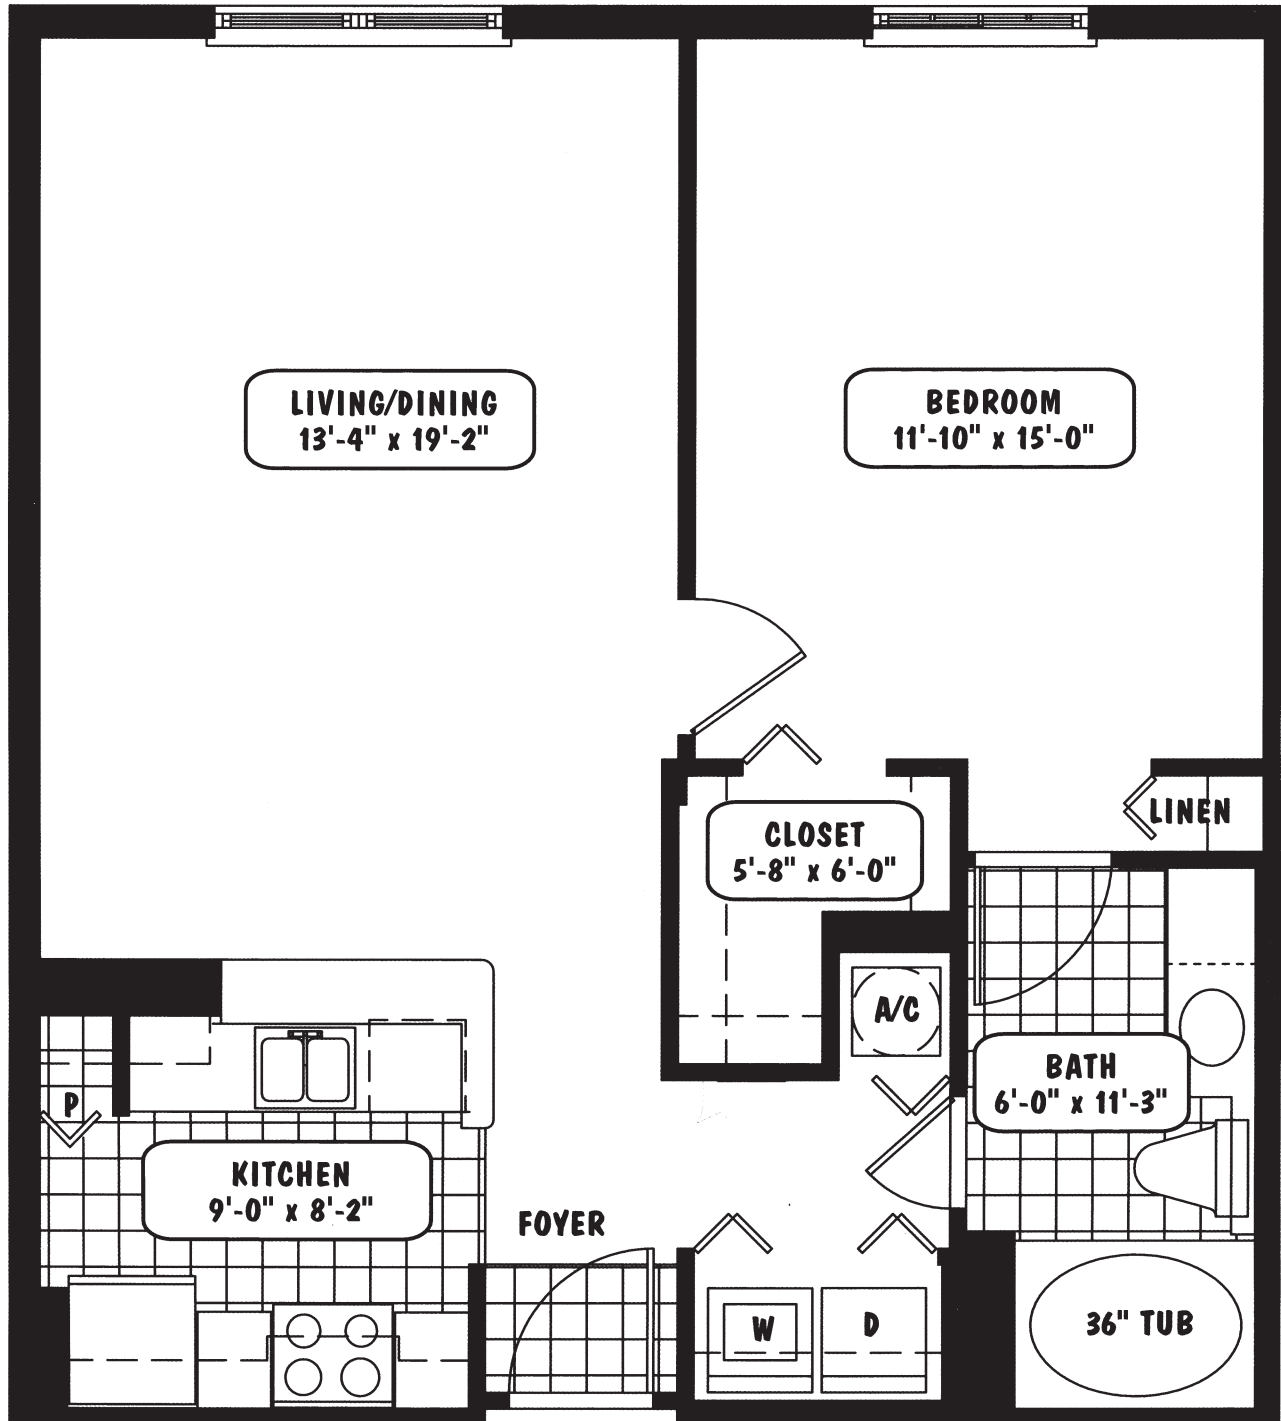 LIVING/DINING
13'-4" x 19'-2"
BEDROOM
11'-10" x 15'-0"
LINEN
CLOSET
5'-8" x 6'-0"
A/C
BATH
6'-0" x 11'-3"
P
KITCHEN
9'-0" x 8'-2"
FOYER
W
D
36" TUB